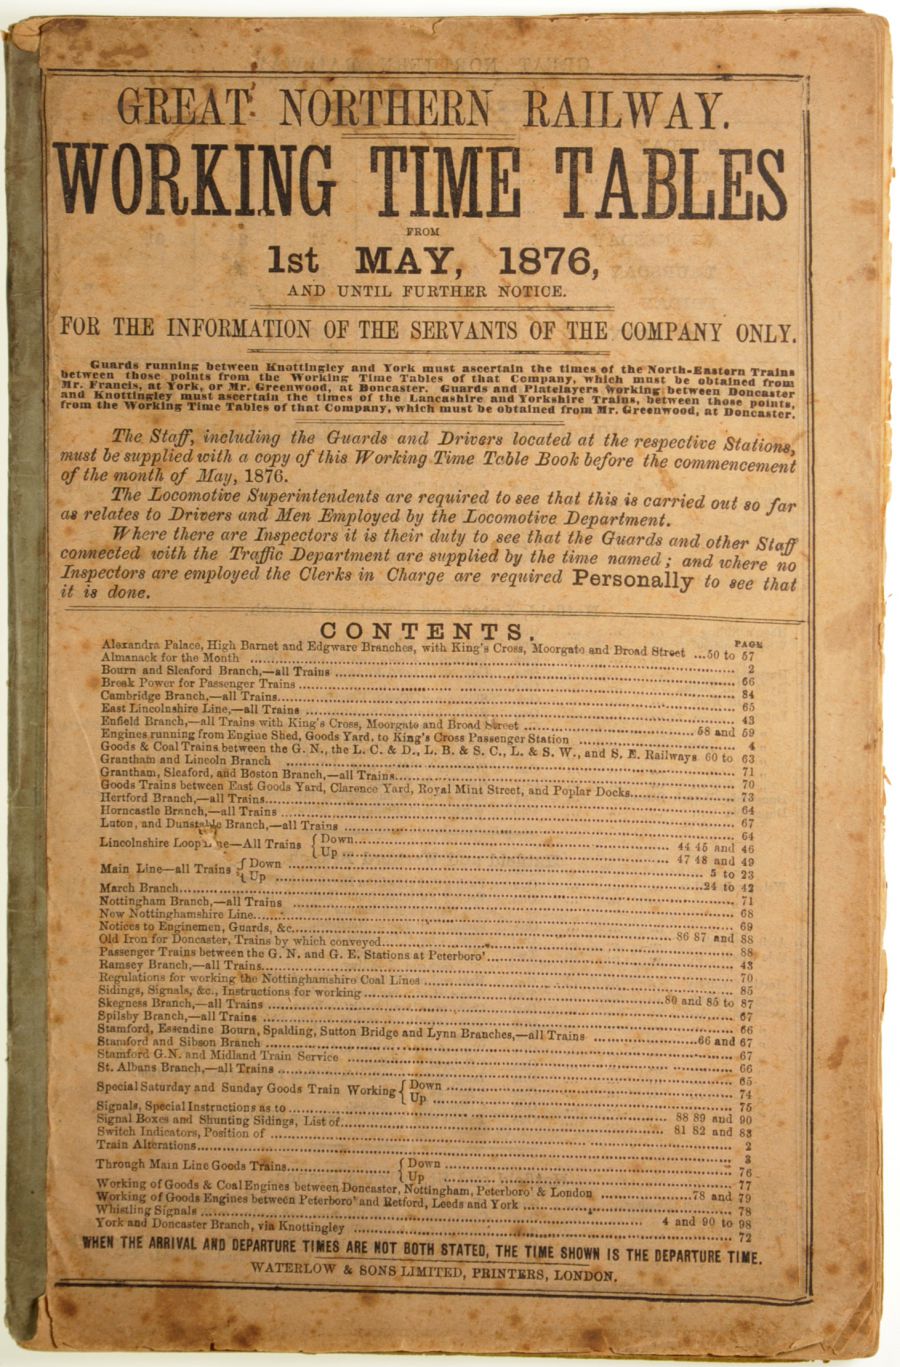 GREAT NORTHERN RAILWAY.
WORKING TIME TABLES
FROM
1st MAY, 1876,
AND UNTIL FURTHER NOTICE.
FOR THE INFORMATION OF THE SERVANTS OF THE COMPANY ONLY.
Guards running between Knottingley and York must ascertain the times of the North-Eastern Trains
between those points from the Working Time Tables of that Company, which must be obtained from
Mr. Francis, at York, or Mr. Greenwood, at Doncaster. Guards and Platelayers Working between Doncaster
and Knottingley must ascertain the times of the Lancashire and Yorkshire Trains, between those points,
from the Working Time Tables of that Company, which must be obtained from Mr. Greenwood, at Doncaster.
The Staff, including the Guards and Drivers located at the respective Stations,
must be supplied with a copy of this Working Time Table Book before the commencement
of the month of May, 1876.
The Locomotive Superintendents are required to see that this is carried out so far
as relates to Drivers and Men Employed by the Locomotive Department.
Where there are Inspectors it is their duty to see that the Guards and other Staff
connected with the Traffic Department are supplied by the time named; and where no
Inspectors are employed the Clerks in Charge are required Personally to see that
it is done.
CONTENTS.
PAGE
Alexandra Palace, High Barnet and Edgware Branches, with King's Cross, Moorgate and Broad Street ...50 to 57
Almanack for the Month ... 2
Bourn and Sleaford Branch,—all Trains ... 66
Break Power for Passenger Trains ... 84
Cambridge Branch,—all Trains ... 65
East Lincolnshire Line,—all Trains ... 43
Enfield Branch,—all Trains with King's Cross, Moorgate and Broad Street ... 58 and 59
Engines running from Engine Shed, Goods Yard, to King's Cross Passenger Station ... 4
Goods & Coal Trains between the G. N., the L. C. & D., L. B. & S. C., L. & S. W., and S. E. Railways 60 to 63
Grantham and Lincoln Branch ... 71
Grantham, Sleaford, and Boston Branch,—all Trains ... 70
Goods Trains between East Goods Yard, Clarence Yard, Royal Mint Street, and Poplar Docks ... 73
Hertford Branch,—all Trains ... 64
Horncastle Branch,—all Trains ... 67
Luton, and Dunstable Branch,—all Trains ... 64
Lincolnshire Loop Line—All Trains { Down ... 44 45 and 46
Up ... 47 48 and 49
Main Line—all Trains { Down ... 5 to 23
Up ... 24 to 42
March Branch ... 71
Nottingham Branch,—all Trains ... 68
New Nottinghamshire Line ... 69
Notices to Enginemen, Guards, &c. ... 86 87 and 88
Old Iron for Doncaster, Trains by which conveyed ... 88
Passenger Trains between the G. N. and G. E. Stations at Peterboro' ... 43
Ramsey Branch,—all Trains ... 70
Regulations for working the Nottinghamshire Coal Lines ... 85
Sidings, Signals, &c., Instructions for working ... 80 and 85 to 87
Skegness Branch,—all Trains ... 67
Spilsby Branch,—all Trains ... 66
Stamford, Essendine Bourn, Spalding, Sutton Bridge and Lynn Branches,—all Trains ... 66 and 67
Stamford and Sibson Branch ... 67
Stamford G.N. and Midland Train Service ... 66
St. Albans Branch,—all Trains ... 65
Special Saturday and Sunday Goods Train Working { Down ... 74
Up ... 75
Signals, Special Instructions as to ... 88 89 and 90
Signal Boxes and Shunting Sidings, List of ... 81 82 and 83
Switch Indicators, Position of ... 2
Train Alterations ... 3
Through Main Line Goods Trains ... { Down ... 76
Up ... 77
Working of Goods & Coal Engines between Doncaster, Nottingham, Peterboro' & London ... 78 and 79
Working of Goods Engines between Peterboro' and Retford, Leeds and York ... 78
Whistling Signals ... 4 and 90 to 98
York and Doncaster Branch, via Knottingley ... 72
WHEN THE ARRIVAL AND DEPARTURE TIMES ARE NOT BOTH STATED, THE TIME SHOWN IS THE DEPARTURE TIME.
WATERLOW & SONS LIMITED, PRINTERS, LONDON.